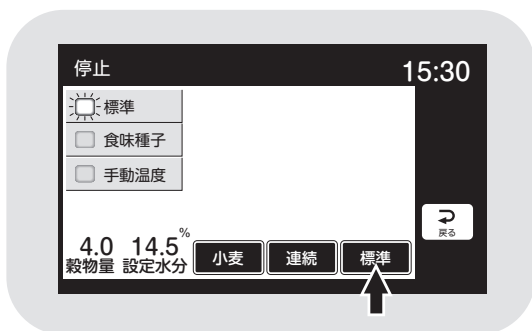 停止 15:30
標準
食味種子
手動温度
戻る
4.0 14.5%
穀物量 設定水分 小麦 連続 標準